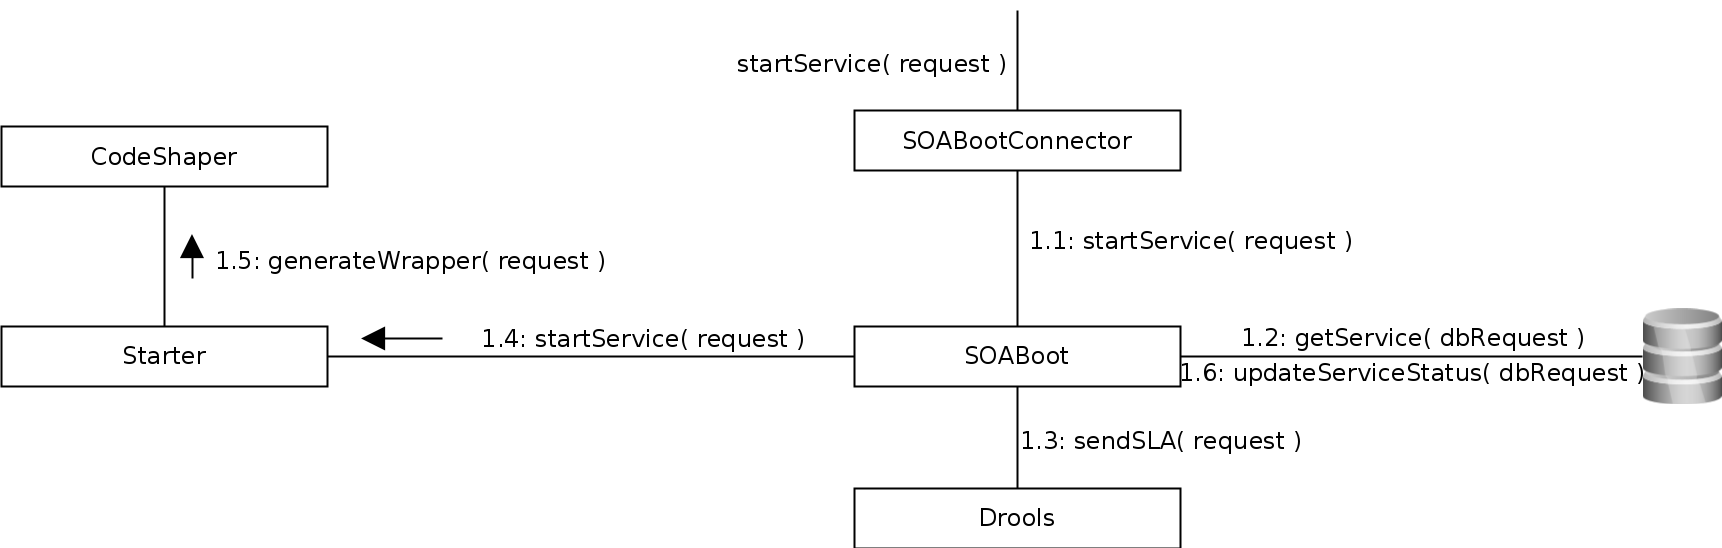 startService( request )
SOABootConnector
CodeShaper
1.1: startService( request )
1.5: generateWrapper( request )
1.4: startService( request )
1.2: getService( dbRequest )
Starter
SOABoot
1.6: updateServiceStatus( dbRequest )
1.3: sendSLA( request )
Drools